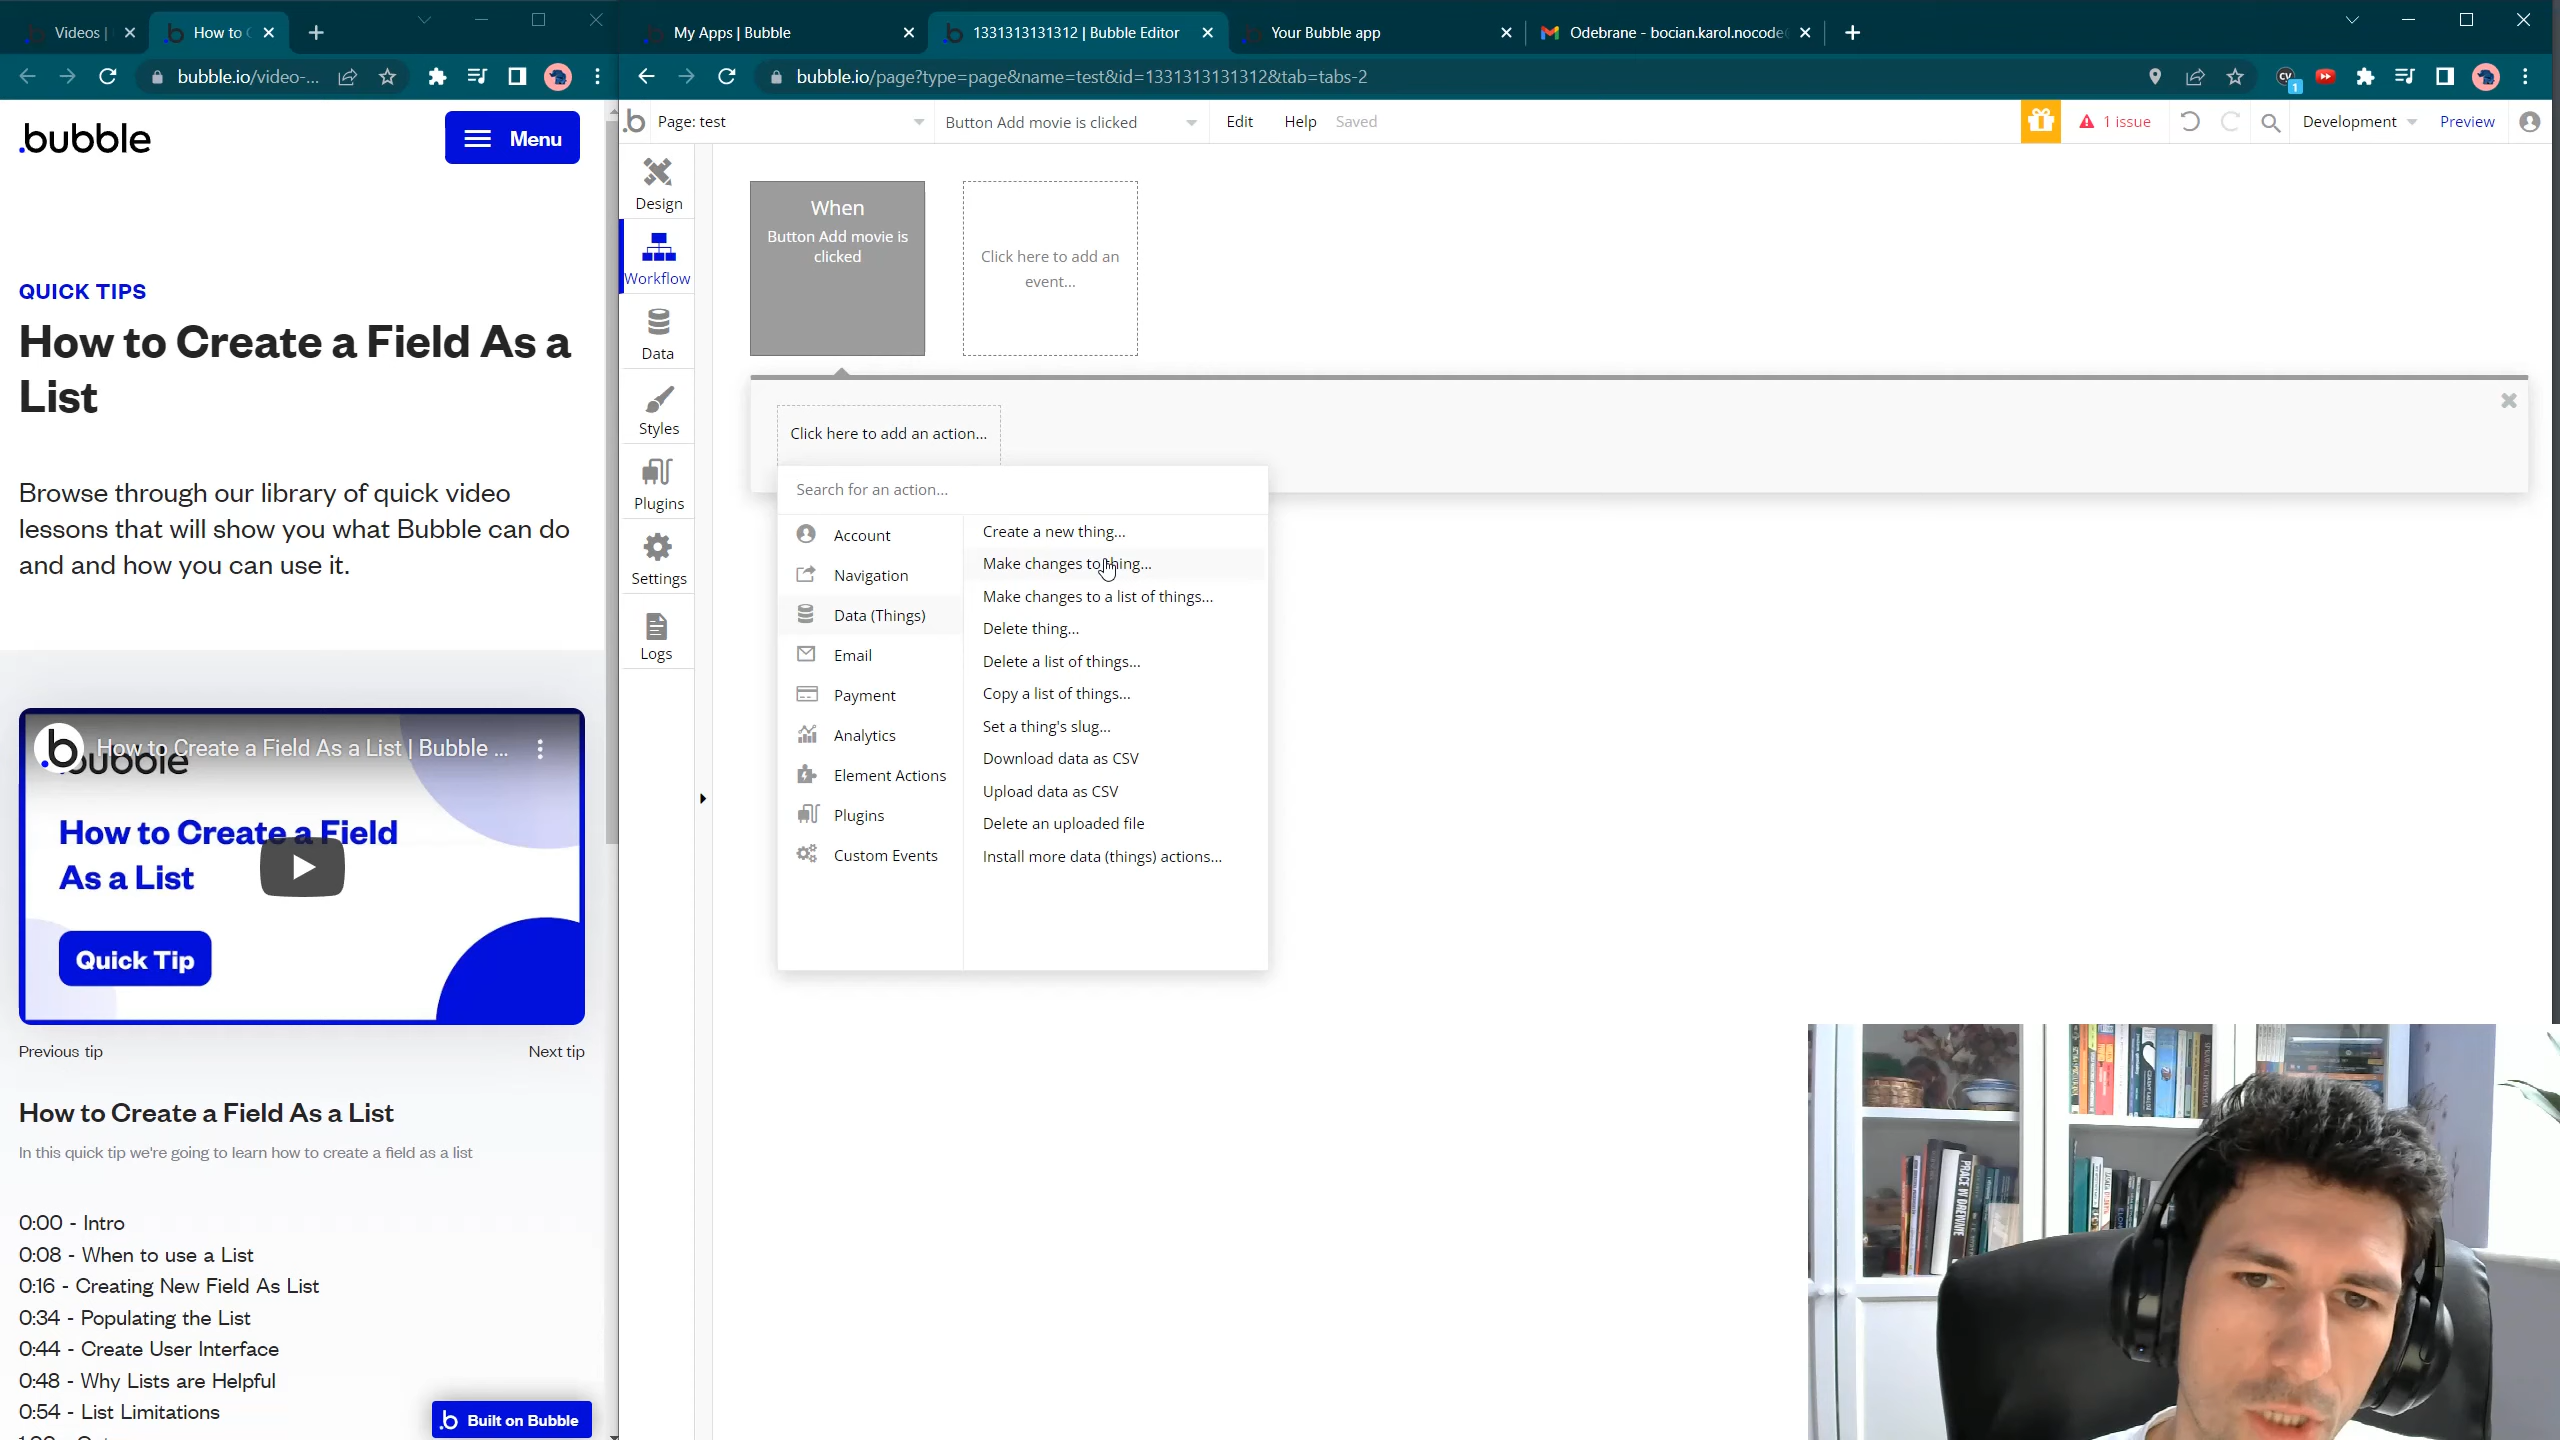 Videos |
How to C
My Apps | Bubble
1331313131312 | Bubble Editor
Your Bubble app
Odebrane - bocian.karol.nocode
bubble.io/video-...
bubble.io/page?type=page&name=test&id=1331313131312&tab=tabs-2
1
.bubble
Menu
QUICK TIPS
How to Create a Field As a
List
Browse through our library of quick video
lessons that will show you what Bubble can do
and and how you can use it.
How to Create a Field As a List | Bubble ...
.bubble
How to Create a Field
As a List
Quick Tip
Previous tip
Next tip
How to Create a Field As a List
In this quick tip we're going to learn how to create a field as a list
0:00 - Intro
0:08 - When to use a List
0:16 - Creating New Field As List
0:34 - Populating the List
0:44 - Create User Interface
0:48 - Why Lists are Helpful
0:54 - List Limitations
Built on Bubble
Page: test
Button Add movie is clicked
Edit
Help
Saved
1 issue
Development
Preview
Design
Workflow
Data
Styles
Plugins
Settings
Logs
When
Button Add movie is
clicked
Click here to add an
event...
Click here to add an action...
Search for an action...
Account
Navigation
Data (Things)
Email
Payment
Analytics
Element Actions
Plugins
Custom Events
Create a new thing...
Make changes to thing...
Make changes to a list of things...
Delete thing...
Delete a list of things...
Copy a list of things...
Set a thing's slug...
Download data as CSV
Upload data as CSV
Delete an uploaded file
Install more data (things) actions...